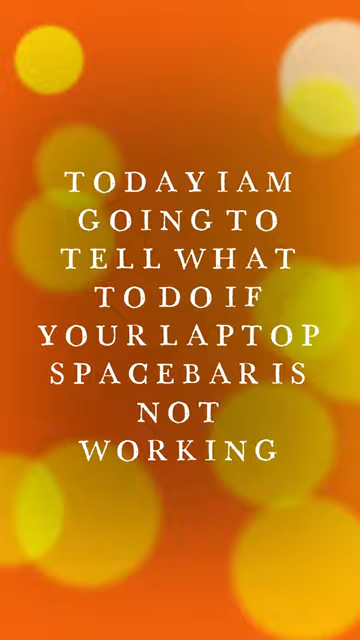 TODAY I AM
GOING TO
TELL WHAT
TO DO IF
YOUR LAPTOP
SPACEBAR IS
NOT
WORKING